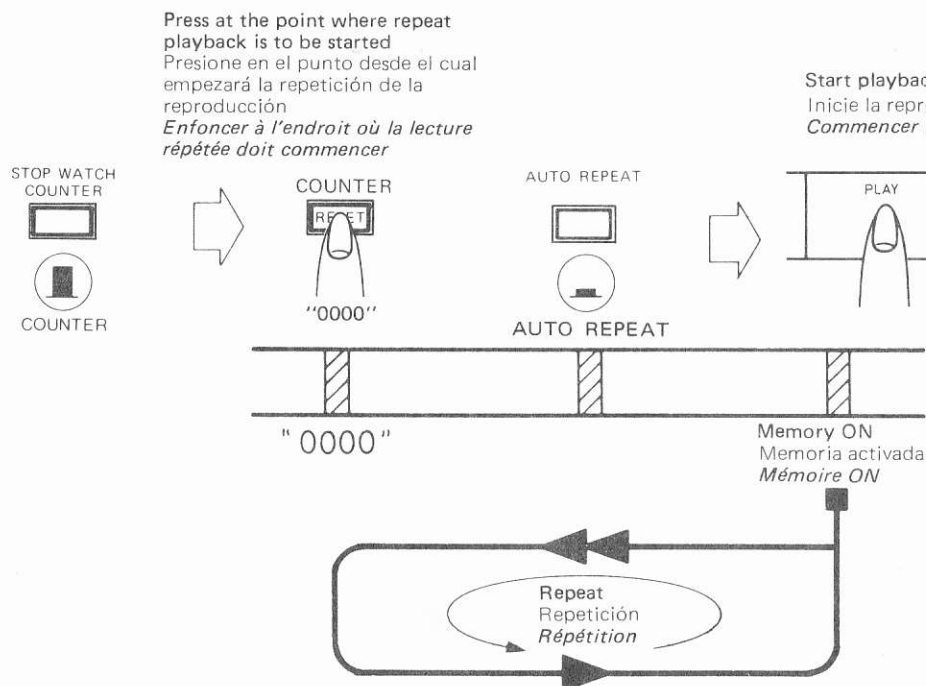 Press at the point where repeat
playback is to be started
Presione en el punto desde el cual
empezará la repetición de la
reproducción
Enfoncer à l'endroit où la lecture
répétée doit commencer
Start playbac
Inicie la repr
Commencer
STOP WATCH
COUNTER
COUNTER
COUNTER
RESET
"0000"
AUTO REPEAT
AUTO REPEAT
PLAY
"0000"
Memory ON
Memoria activada
Mémoire ON
Repeat
Repetición
Répétition